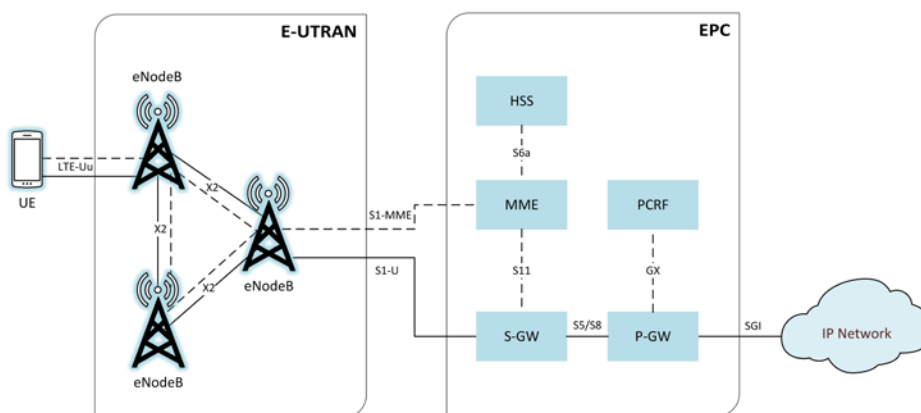 E-UTRAN
EPC
eNodeB
HSS
LTE-Uu
UE
X2
S6a
S1-MME
MME
PCRF
X2
S11
GX
S1-U
X2
eNodeB
eNodeB
S-GW
S5/S8
P-GW
SGI
IP Network